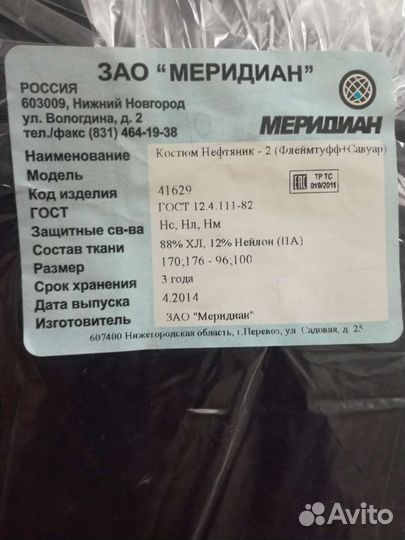 ЗАО “МЕРИДИАН”
РОССИЯ
603009, Нижний Новгород
ул. Вологдина, д. 2
тел./факс (831) 464-19-38
МЕРИДИАН
Наименование Костюм Нефтяник - 2 (Флеймтуфф+Савуар)
Модель
ЕАС ТР ТС 019/2011
Код изделия 41629
ГОСТ ГОСТ 12.4.111-82
Защитные св-ва Нс, Нл, Нм
Состав ткани 88% ХЛ, 12% Нейлон (ПА)
Размер 170;176 - 96;100
Срок хранения 3 года
Дата выпуска 4.2014
Изготовитель ЗАО "Меридиан"
607400 Нижегородская область, г.Перевоз, ул. Садовая, д. 25
Avito